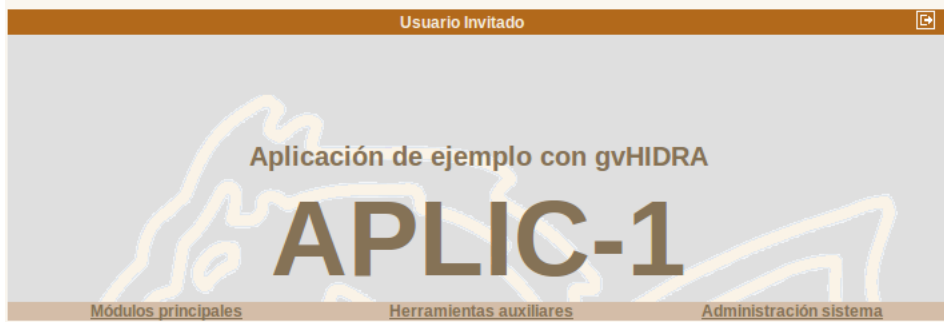 Usuario Invitado
Aplicación de ejemplo con gvHIDRA
APLIC-1
Módulos principales Herramientas auxiliares Administración sistema